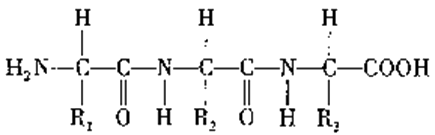 H H H
H₂N—C—C—N—C—C—N—C—COOH
R₁ O H R₂ O H R₃